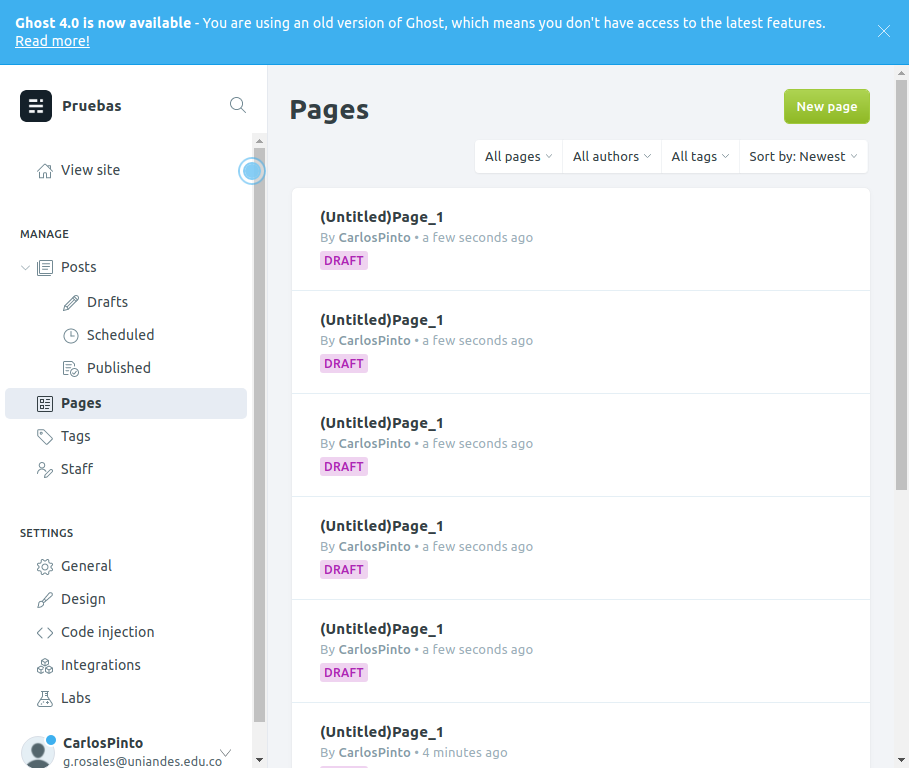 Ghost 4.0 is now available - You are using an old version of Ghost, which means you don't have access to the latest features.
Read more!
Pruebas
View site
MANAGE
Posts
Drafts
Scheduled
Published
Pages
Tags
Staff
SETTINGS
General
Design
Code injection
Integrations
Labs
CarlosPinto
g.rosales@uniandes.edu.co
Pages
New page
All pages
All authors
All tags
Sort by: Newest
(Untitled)Page_1
By CarlosPinto • a few seconds ago
DRAFT
(Untitled)Page_1
By CarlosPinto • a few seconds ago
DRAFT
(Untitled)Page_1
By CarlosPinto • a few seconds ago
DRAFT
(Untitled)Page_1
By CarlosPinto • a few seconds ago
DRAFT
(Untitled)Page_1
By CarlosPinto • a few seconds ago
DRAFT
(Untitled)Page_1
By CarlosPinto • 4 minutes ago